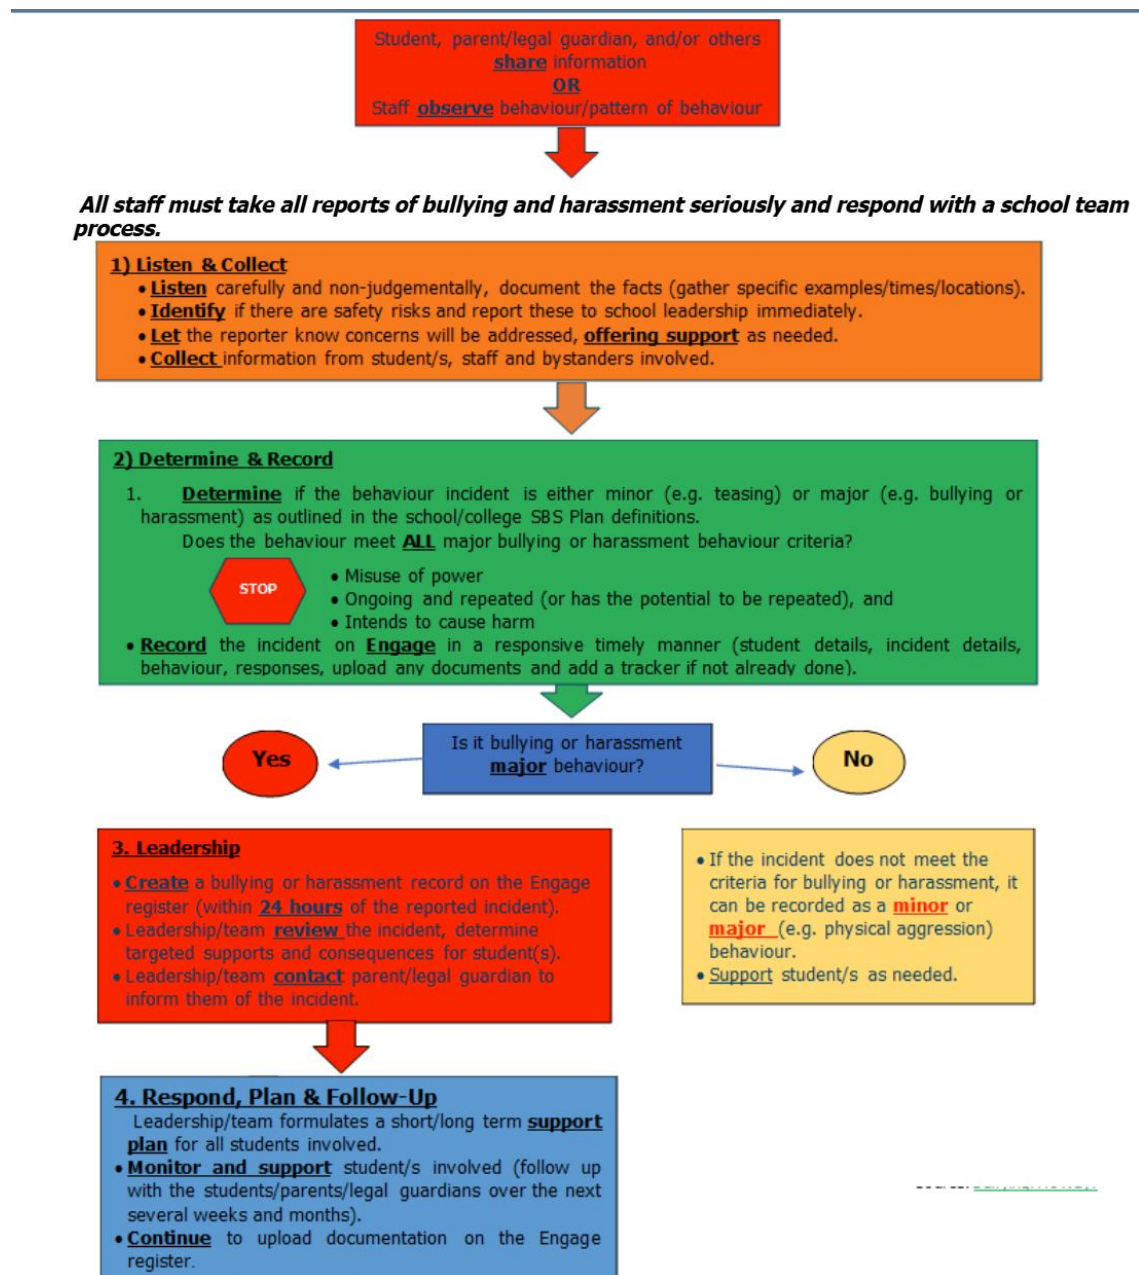 Student, parent/legal guardian, and/or others
share information
OR
Staff observe behaviour/pattern of behaviour
All staff must take all reports of bullying and harassment seriously and respond with a school team
process.
1) Listen & Collect
• Listen carefully and non-judgementally, document the facts (gather specific examples/times/locations).
• Identify if there are safety risks and report these to school leadership immediately.
• Let the reporter know concerns will be addressed, offering support as needed.
• Collect information from student/s, staff and bystanders involved.
2) Determine & Record
1. Determine if the behaviour incident is either minor (e.g. teasing) or major (e.g. bullying or
harassment) as outlined in the school/college SBS Plan definitions.
Does the behaviour meet ALL major bullying or harassment behaviour criteria?
STOP
• Misuse of power
• Ongoing and repeated (or has the potential to be repeated), and
• Intends to cause harm
• Record the incident on Engage in a responsive timely manner (student details, incident details,
behaviour, responses, upload any documents and add a tracker if not already done).
Yes
Is it bullying or harassment
major behaviour?
No
3. Leadership
• Create a bullying or harassment record on the Engage
register (within 24 hours of the reported incident).
• Leadership/team review the incident, determine
targeted supports and consequences for student(s).
• Leadership/team contact parent/legal guardian to
inform them of the incident.
• If the incident does not meet the
criteria for bullying or harassment, it
can be recorded as a minor or
major (e.g. physical aggression)
behaviour.
• Support student/s as needed.
4. Respond, Plan & Follow-Up
Leadership/team formulates a short/long term support
plan for all students involved.
• Monitor and support student/s involved (follow up
with the students/parents/legal guardians over the next
several weeks and months).
• Continue to upload documentation on the Engage
register.